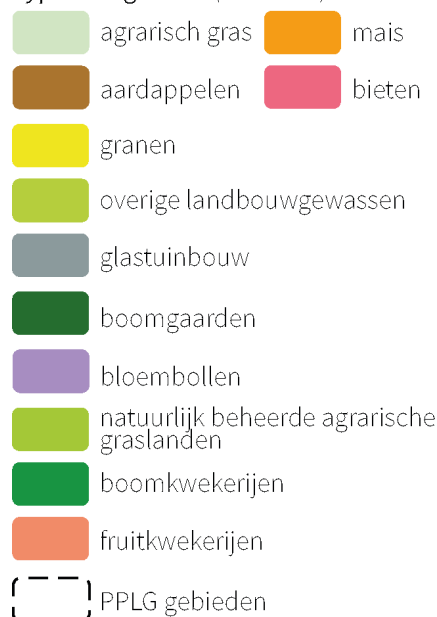 agrarisch gras mais
aardappelen bieten
granen
overige landbouwgewassen
glastuinbouw
boomgaarden
bloembollen
natuurlijk beheerde agrarische
graslanden
boomkwekerijen
fruitkwekerijen
PPLG gebieden